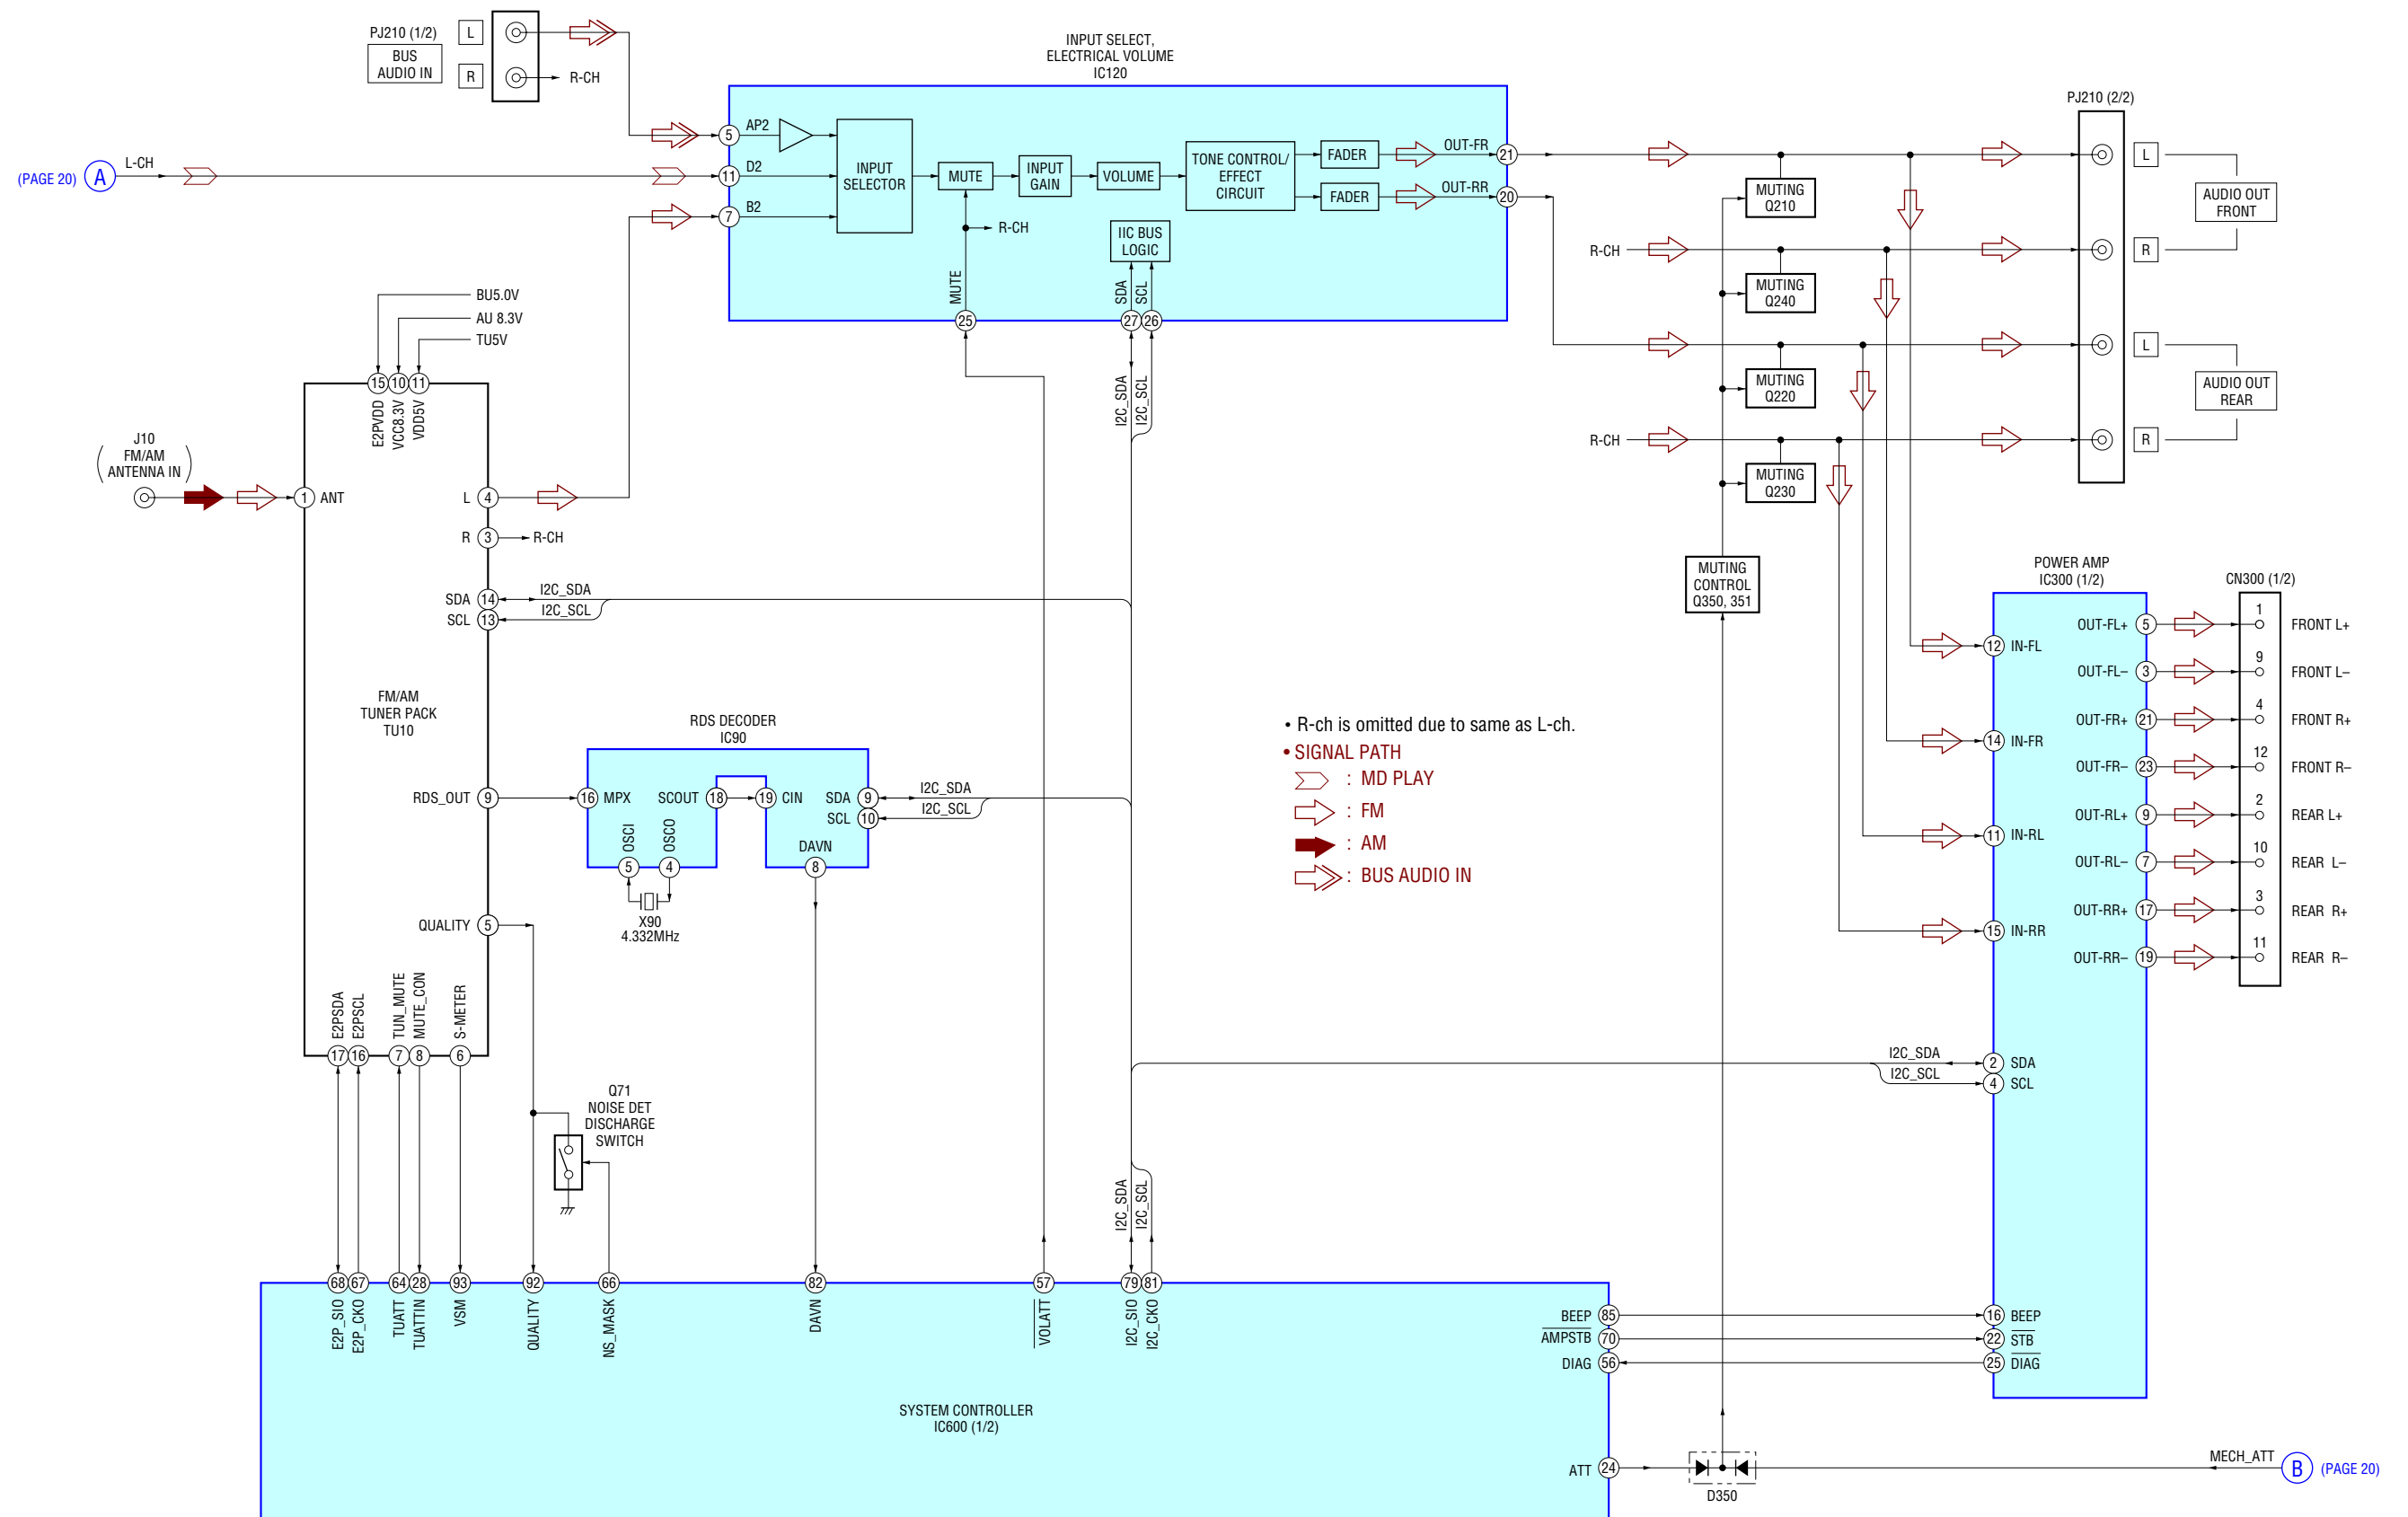 PJ210 (1/2)
BUS
AUDIO IN
L
R
R-CH
(PAGE 20)
A
L-CH
INPUT SELECT,
ELECTRICAL VOLUME
IC120
5
AP2
11
D2
7
B2
INPUT
SELECTOR
MUTE
INPUT
GAIN
VOLUME
TONE CONTROL/
EFFECT
CIRCUIT
FADER
FADER
OUT-FR
21
OUT-RR
20
R-CH
IIC BUS
LOGIC
MUTE
SDA
SCL
25
27
26
I2C_SDA
I2C_SCL
PJ210 (2/2)
MUTING
Q210
R-CH
MUTING
Q240
MUTING
Q220
R-CH
MUTING
Q230
L
AUDIO OUT
FRONT
R
L
AUDIO OUT
REAR
R
MUTING
CONTROL
Q350, 351
BU5.0V
AU 8.3V
TU5V
15
10
11
E2PVDD
VCC8.3V
VDD5V
J10
FM/AM
ANTENNA IN
1
ANT
L
4
R
3
R-CH
SDA
14
I2C_SDA
SCL
13
I2C_SCL
FM/AM
TUNER PACK
TU10
RDS_OUT
9
QUALITY
5
E2PSDA
E2PSCL
TUN_MUTE
MUTE_CON
S-METER
17
16
7
8
6
RDS DECODER
IC90
16
MPX
SCOUT
18
19
CIN
SDA
9
I2C_SDA
SCL
10
I2C_SCL
OSCI
OSCO
DAVN
5
4
8
X90
4.332MHz
Q71
NOISE DET
DISCHARGE
SWITCH
• R-ch is omitted due to same as L-ch.
• SIGNAL PATH
: MD PLAY
: FM
: AM
: BUS AUDIO IN
POWER AMP
IC300 (1/2)
CN300 (1/2)
12
IN-FL
14
IN-FR
11
IN-RL
15
IN-RR
OUT-FL+
5
1
FRONT L+
OUT-FL–
3
9
FRONT L–
OUT-FR+
21
4
FRONT R+
OUT-FR–
23
12
FRONT R–
OUT-RL+
9
2
REAR L+
OUT-RL–
7
10
REAR L–
OUT-RR+
17
3
REAR R+
OUT-RR–
19
11
REAR R–
I2C_SDA
2
SDA
I2C_SCL
4
SCL
I2C_SDA
I2C_SCL
68
67
64
28
93
92
66
82
57
79
81
E2P_SIO
E2P_CKO
TUATT
TUATTIN
VSM
QUALITY
NS_MASK
DAVN
VOLATT
I2C_SIO
I2C_CKO
BEEP
85
16
BEEP
AMPSTB
70
22
STB
DIAG
56
25
DIAG
SYSTEM CONTROLLER
IC600 (1/2)
ATT
24
D350
MECH_ATT
B
(PAGE 20)